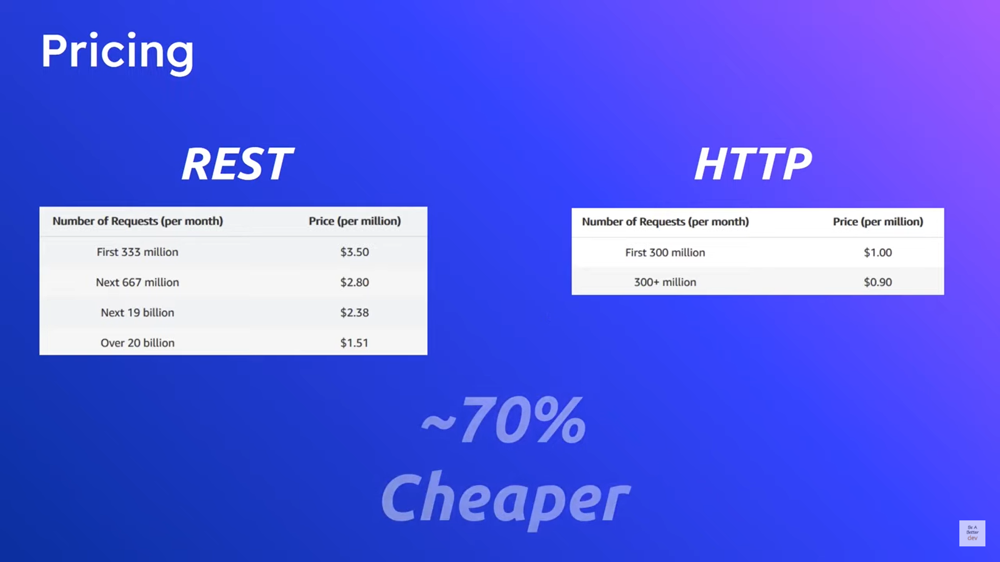 Pricing
REST
Number of Requests (per month) Price (per million)
First 333 million $3.50
Next 667 million $2.80
Next 19 billion $2.38
Over 20 billion $1.51
HTTP
Number of Requests (per month) Price (per million)
First 300 million $1.00
300+ million $0.90
~70%
Cheaper
Be A
Better
dev